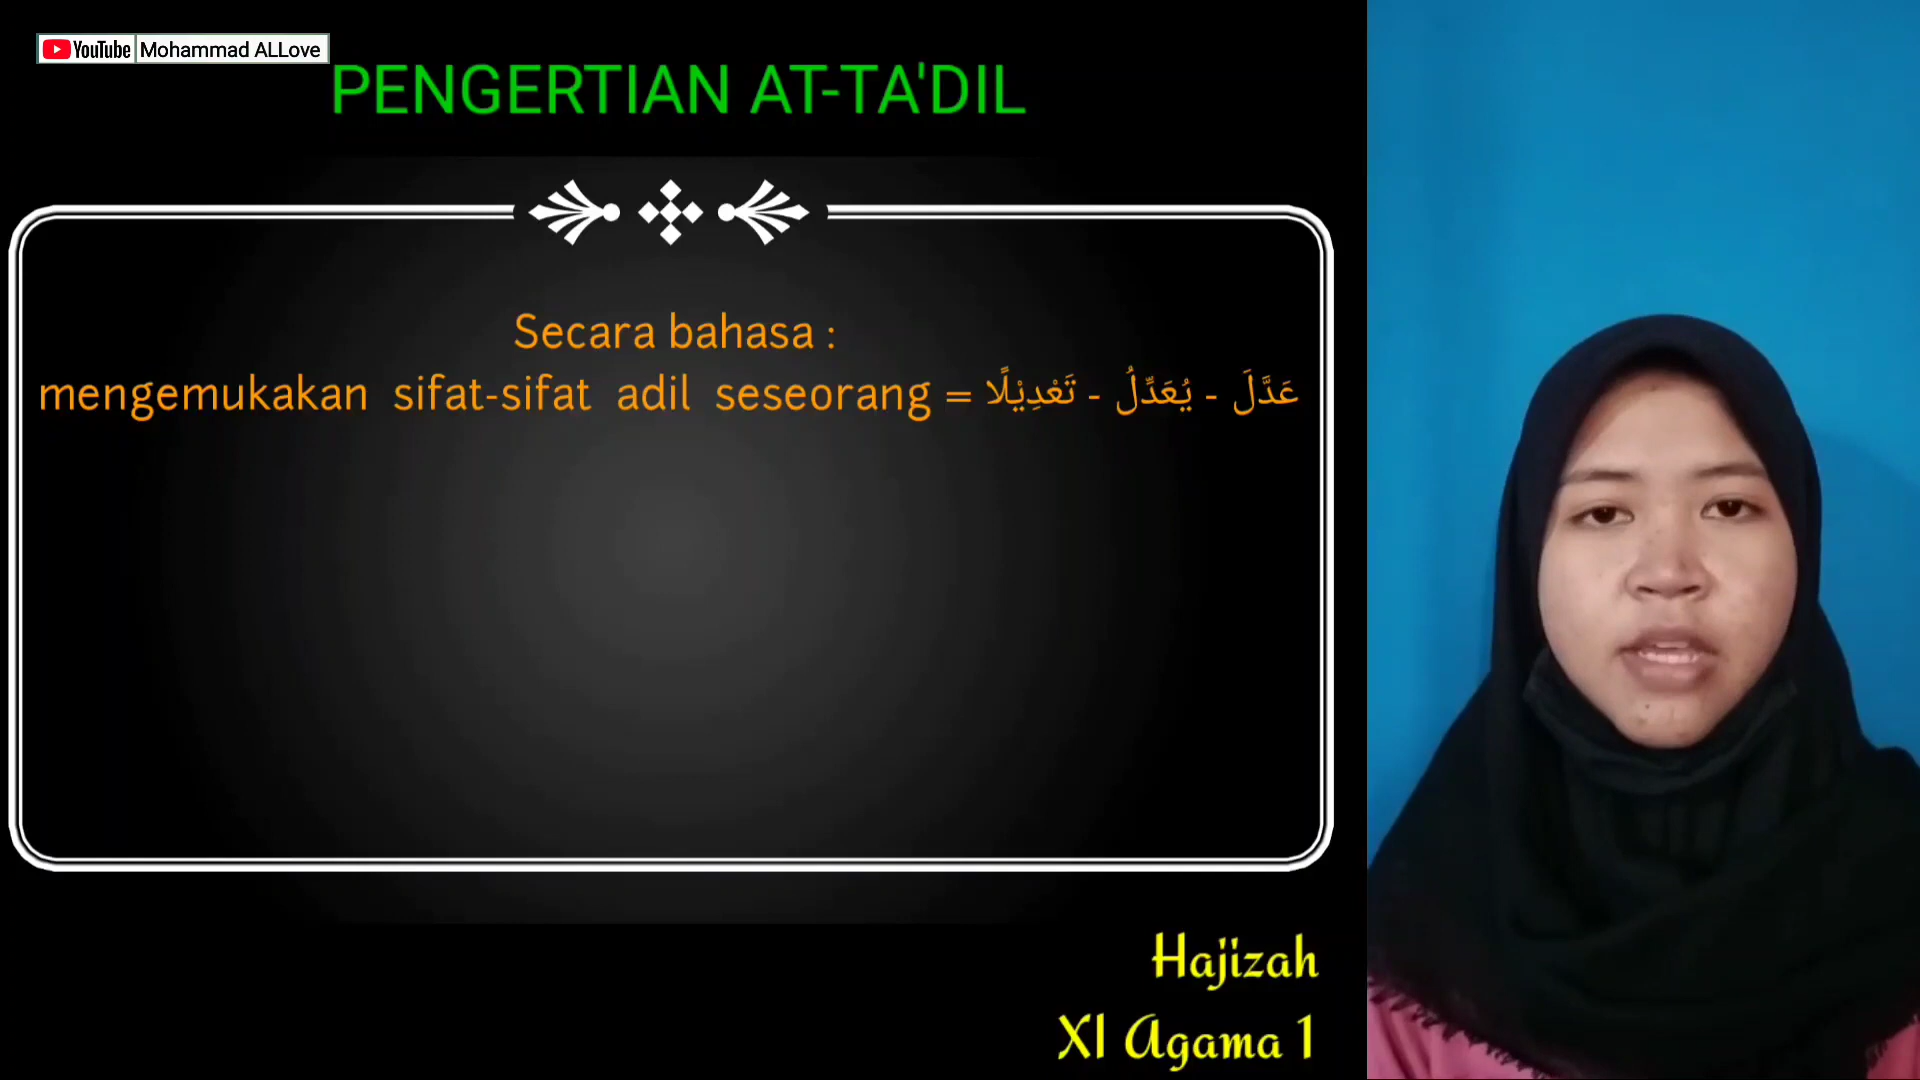 YouTube Mohammad ALLove
PENGERTIAN AT-TA'DIL
Secara bahasa :
mengemukakan sifat-sifat adil seseorang = عَدَّلَ - يُعَدِّلُ - تَعْدِيْلًا
Hajizah
XI Agama 1